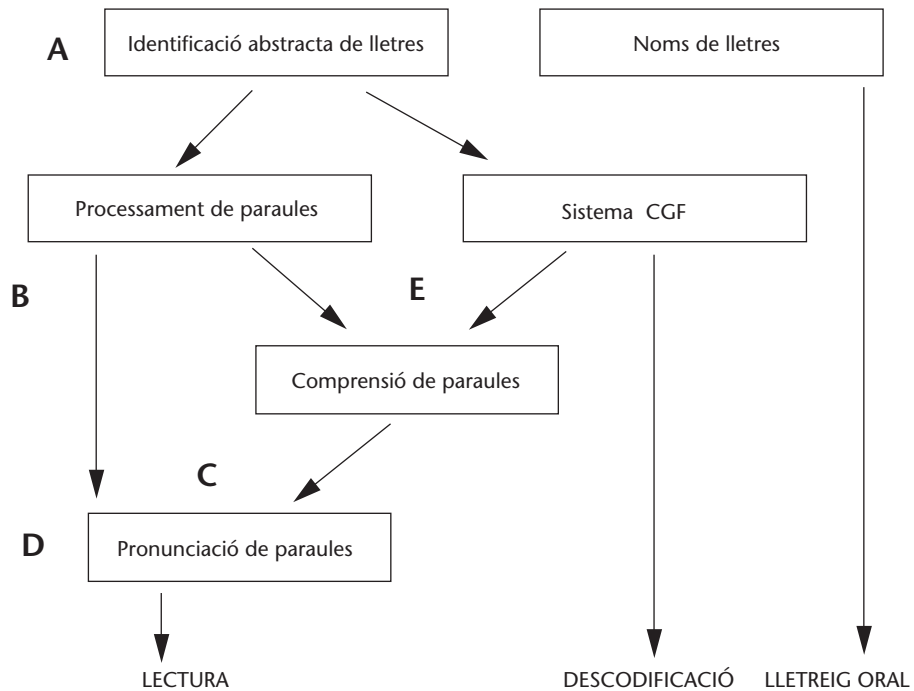 A
Identificació abstracta de lletres
Noms de lletres
Processament de paraules
Sistema CGF
B
E
Comprensió de paraules
C
D
Pronunciació de paraules
LECTURA
DESCODIFICACIÓ
LLETREIG ORAL